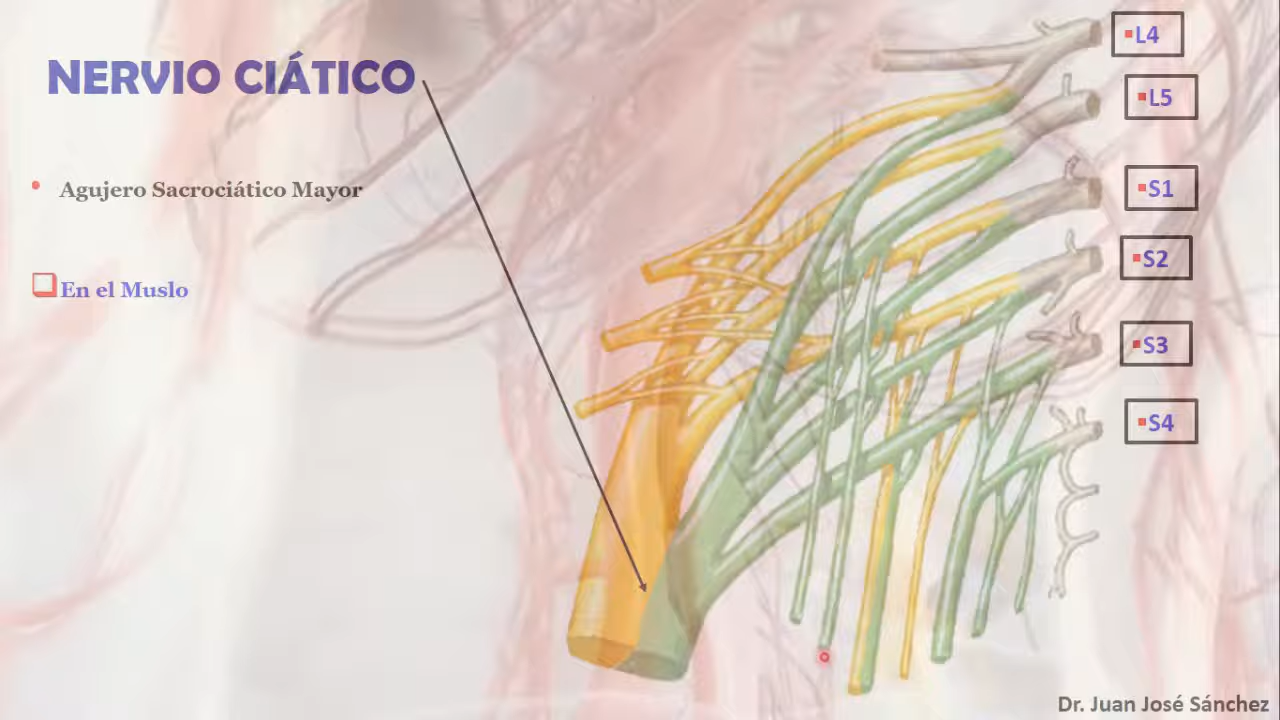 NERVIO CIÁTICO
Agujero Sacrociático Mayor
En el Muslo
L4
L5
S1
S2
S3
S4
Dr. Juan José Sánchez